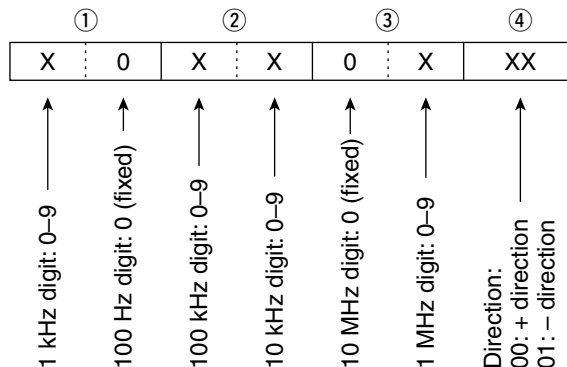 ① ② ③ ④
X 0 X X 0 X XX
1 kHz digit: 0–9
100 Hz digit: 0 (fixed)
100 kHz digit: 0–9
10 kHz digit: 0–9
10 MHz digit: 0 (fixed)
1 MHz digit: 0–9
Direction:
00: + direction
01: – direction